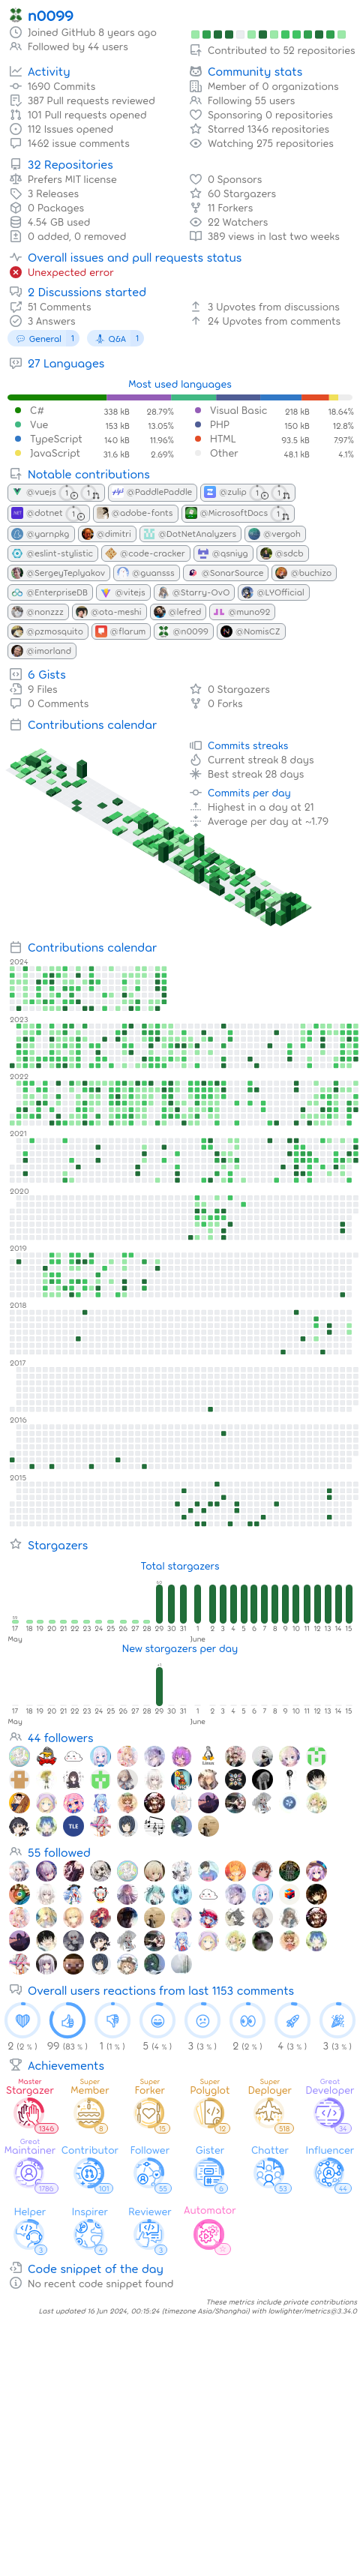 n0099
Joined GitHub 8 years ago
Followed by 44 users
Contributed to 52 repositories
Activity
1690 Commits
387 Pull requests reviewed
101 Pull requests opened
112 Issues opened
1462 issue comments
Community stats
Member of 0 organizations
Following 55 users
Sponsoring 0 repositories
Starred 1346 repositories
Watching 275 repositories
32 Repositories
Prefers MIT license
3 Releases
0 Packages
4.54 GB used
0 added, 0 removed
0 Sponsors
60 Stargazers
11 Forkers
22 Watchers
389 views in last two weeks
Overall issues and pull requests status
Unexpected error
2 Discussions started
51 Comments
3 Answers
3 Upvotes from discussions
24 Upvotes from comments
General 1 Q&A 1
27 Languages
Most used languages
C# 338 kB 28.79% Visual Basic 218 kB 18.64%
Vue 153 kB 13.05% PHP 150 kB 12.8%
TypeScript 140 kB 11.96% HTML 93.5 kB 7.97%
JavaScript 31.6 kB 2.69% Other 48.1 kB 4.1%
Notable contributions
@vuejs 1 1 @PaddlePaddle @zulip 1 1
@dotnet 1 @adobe-fonts @MicrosoftDocs 1
@yarnpkg @dimitri @DotNetAnalyzers @vergoh
@eslint-stylistic @code-cracker @qsniyg @sdcb
@SergeyTeplyakov @guansss @SonarSource @buchizo
@EnterpriseDB @vitejs @Starry-OvO @LYOfficial
@nonzzz @ota-meshi @lefred @muno92
@pzmosquito @flarum @n0099 @NomisCZ
@imorland
6 Gists
9 Files
0 Comments
0 Stargazers
0 Forks
Contributions calendar
Commits streaks
Current streak 8 days
Best streak 28 days
Commits per day
Highest in a day at 21
Average per day at ~1.79
Contributions calendar
2024
2023
2022
2021
2020
2019
2018
2017
2016
2015
Stargazers
Total stargazers
17 18 19 20 21 22 23 24 25 26 27 28 29 30 31 1 2 3 4 5 6 7 8 9 10 11 12 13 14 15
May June
New stargazers per day
17 18 19 20 21 22 23 24 25 26 27 28 29 30 31 1 2 3 4 5 6 7 8 9 10 11 12 13 14 15
May June
44 followers
TLE
55 followed
Overall users reactions from last 1153 comments
2 (2 %) 99 (83 %) 1 (1 %) 5 (4 %) 3 (3 %) 2 (2 %) 4 (3 %) 3 (3 %)
Achievements
Master Super Super Super Super Great
Stargazer Member Forker Polyglot Deployer Developer
1346 8 15 12 518 34
Great
Maintainer Contributor Follower Gister Chatter Influencer
1786 101 55 6 53 44
Helper Inspirer Reviewer Automator
3 4 3
Code snippet of the day
No recent code snippet found
These metrics include private contributions
Last updated 16 Jun 2024, 00:15:24 (timezone Asia/Shanghai) with lowlighter/metrics@3.34.0